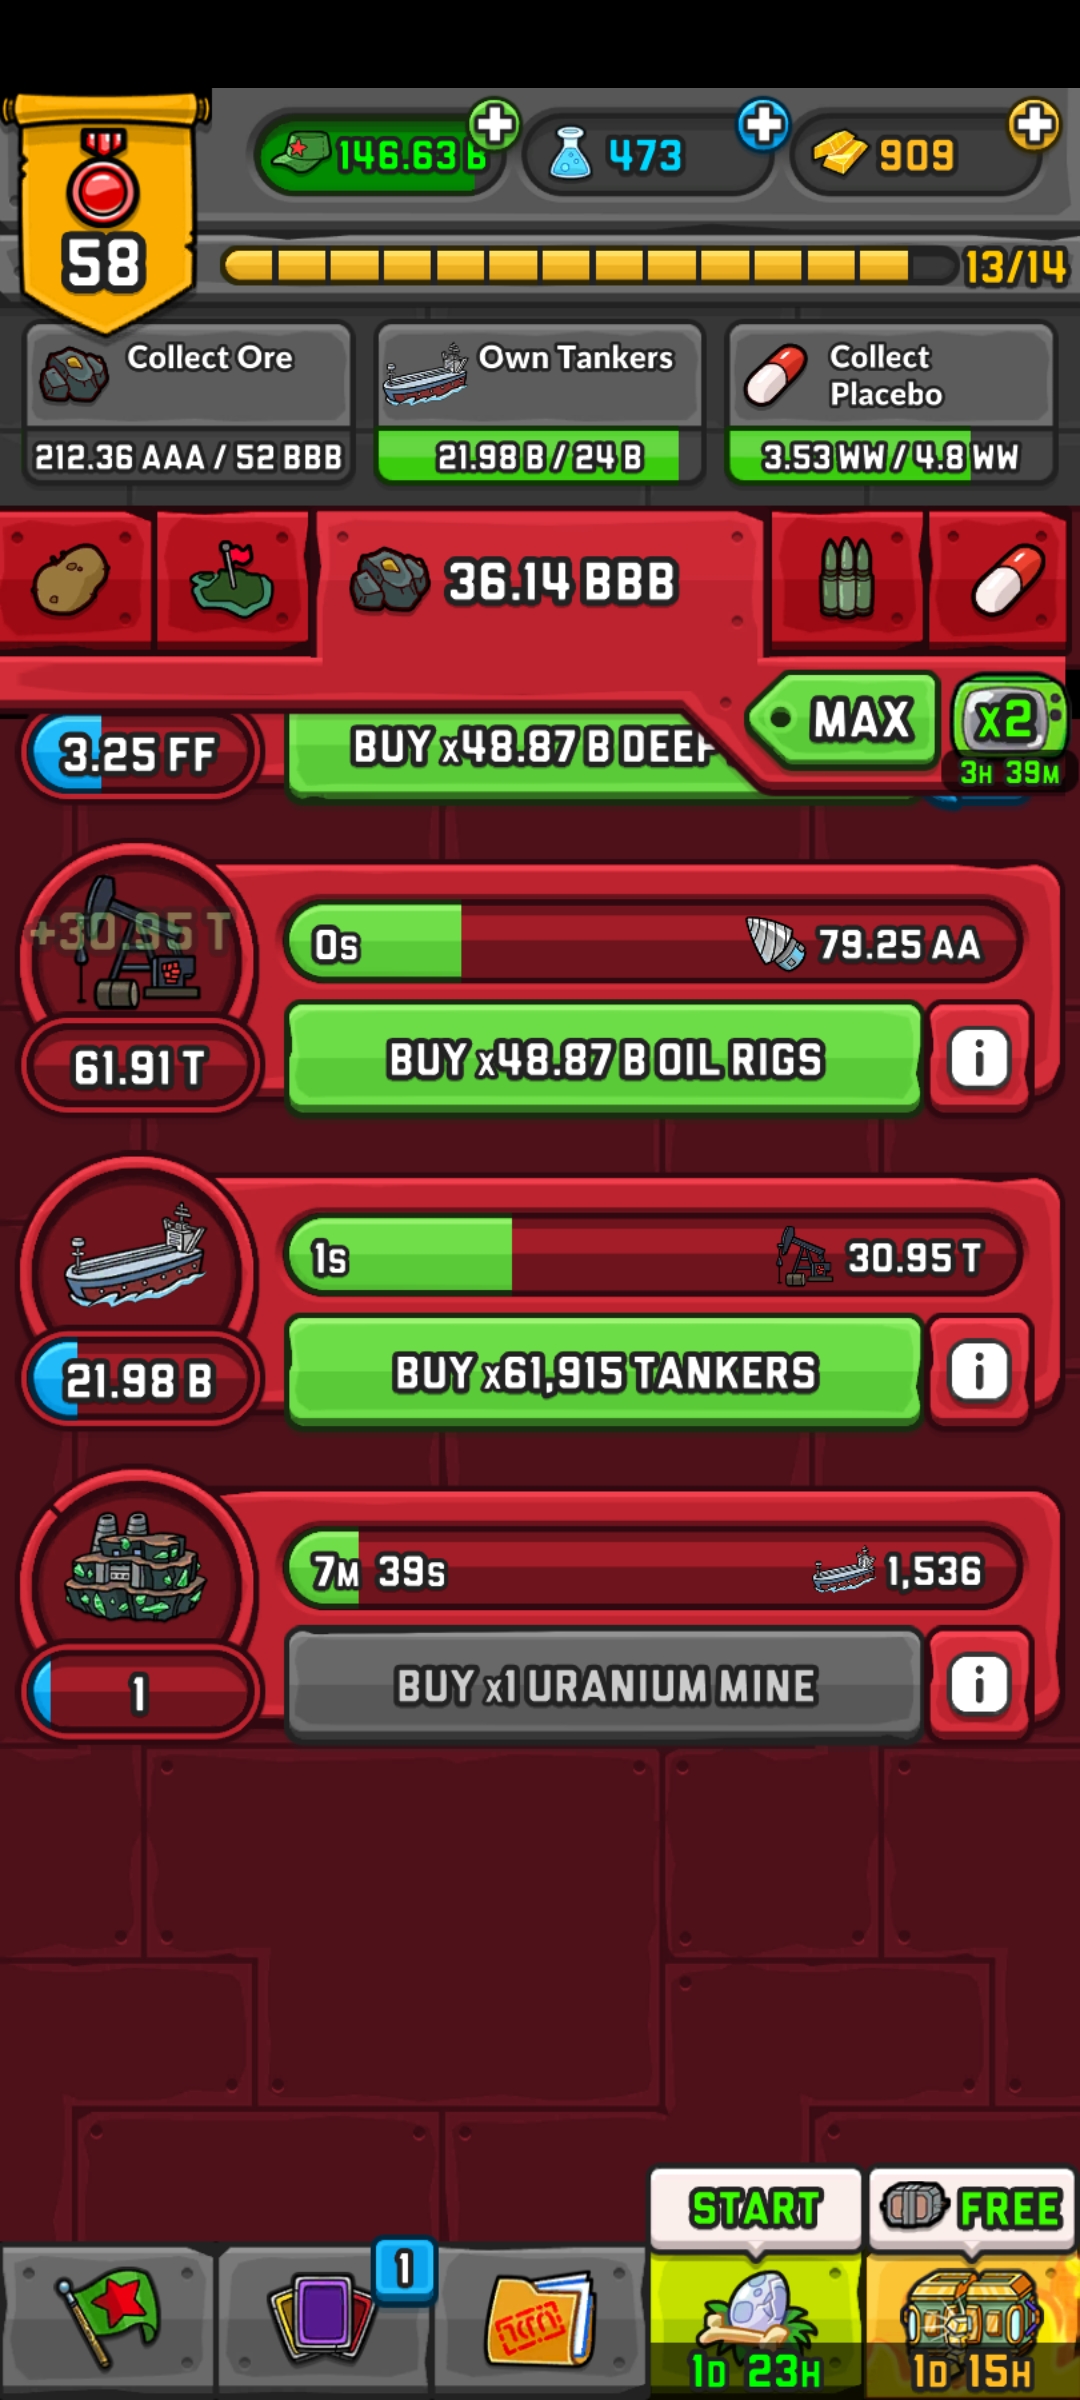 146.63 B
473
909
58
13/14
Collect Ore
Own Tankers
Collect
Placebo
212.36 AAA / 52 BBB
21.98 B / 24 B
3.53 WW / 4.8 WW
36.14 BBB
MAX
x2
3H 39M
3.25 FF
BUY x48.87 B DEEP
+30.95 T
0s
79.25 AA
61.91 T
BUY x48.87 B OIL RIGS
i
1s
30.95 T
21.98 B
BUY x61,915 TANKERS
i
7M 39s
1,536
1
BUY x1 URANIUM MINE
i
START
FREE
1
1D 23H
1D 15H